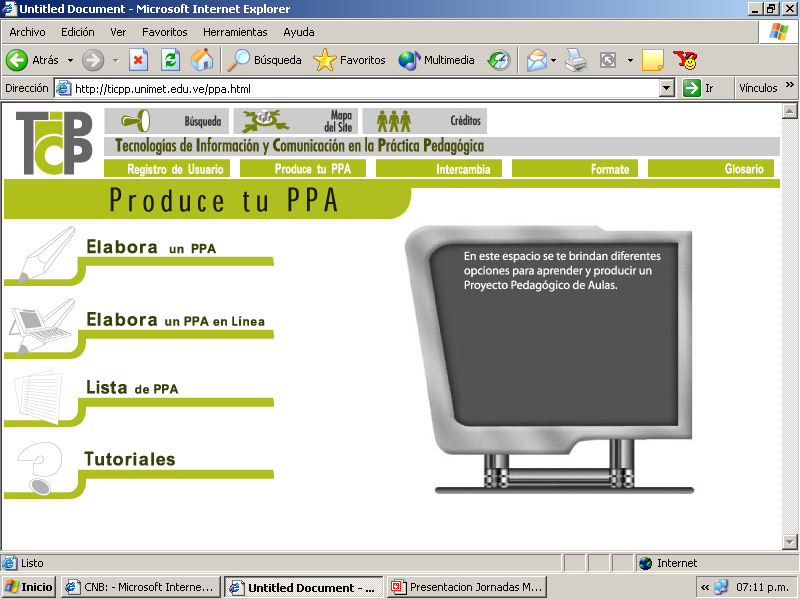 Untitled Document - Microsoft Internet Explorer
Archivo Edición Ver Favoritos Herramientas Ayuda
Atrás Búsqueda Favoritos Multimedia
Dirección http://ticpp.unimet.edu.ve/ppa.html Ir Vínculos »
TICPP
Búsqueda
Mapa
del Site
Créditos
Tecnologías de Información y Comunicación en la Práctica Pedagógica
Registro de Usuario Produce tu PPA Intercambia Formate Glosario
Produce tu PPA
Elabora un PPA
Elabora un PPA en Línea
Lista de PPA
Tutoriales
En este espacio se te brindan diferentes
opciones para aprender y producir un
Proyecto Pedagógico de Aulas.
Listo Internet
Inicio CNB: - Microsoft Interne... Untitled Document - ... Presentacion Jornadas M... « 07:11 p.m.